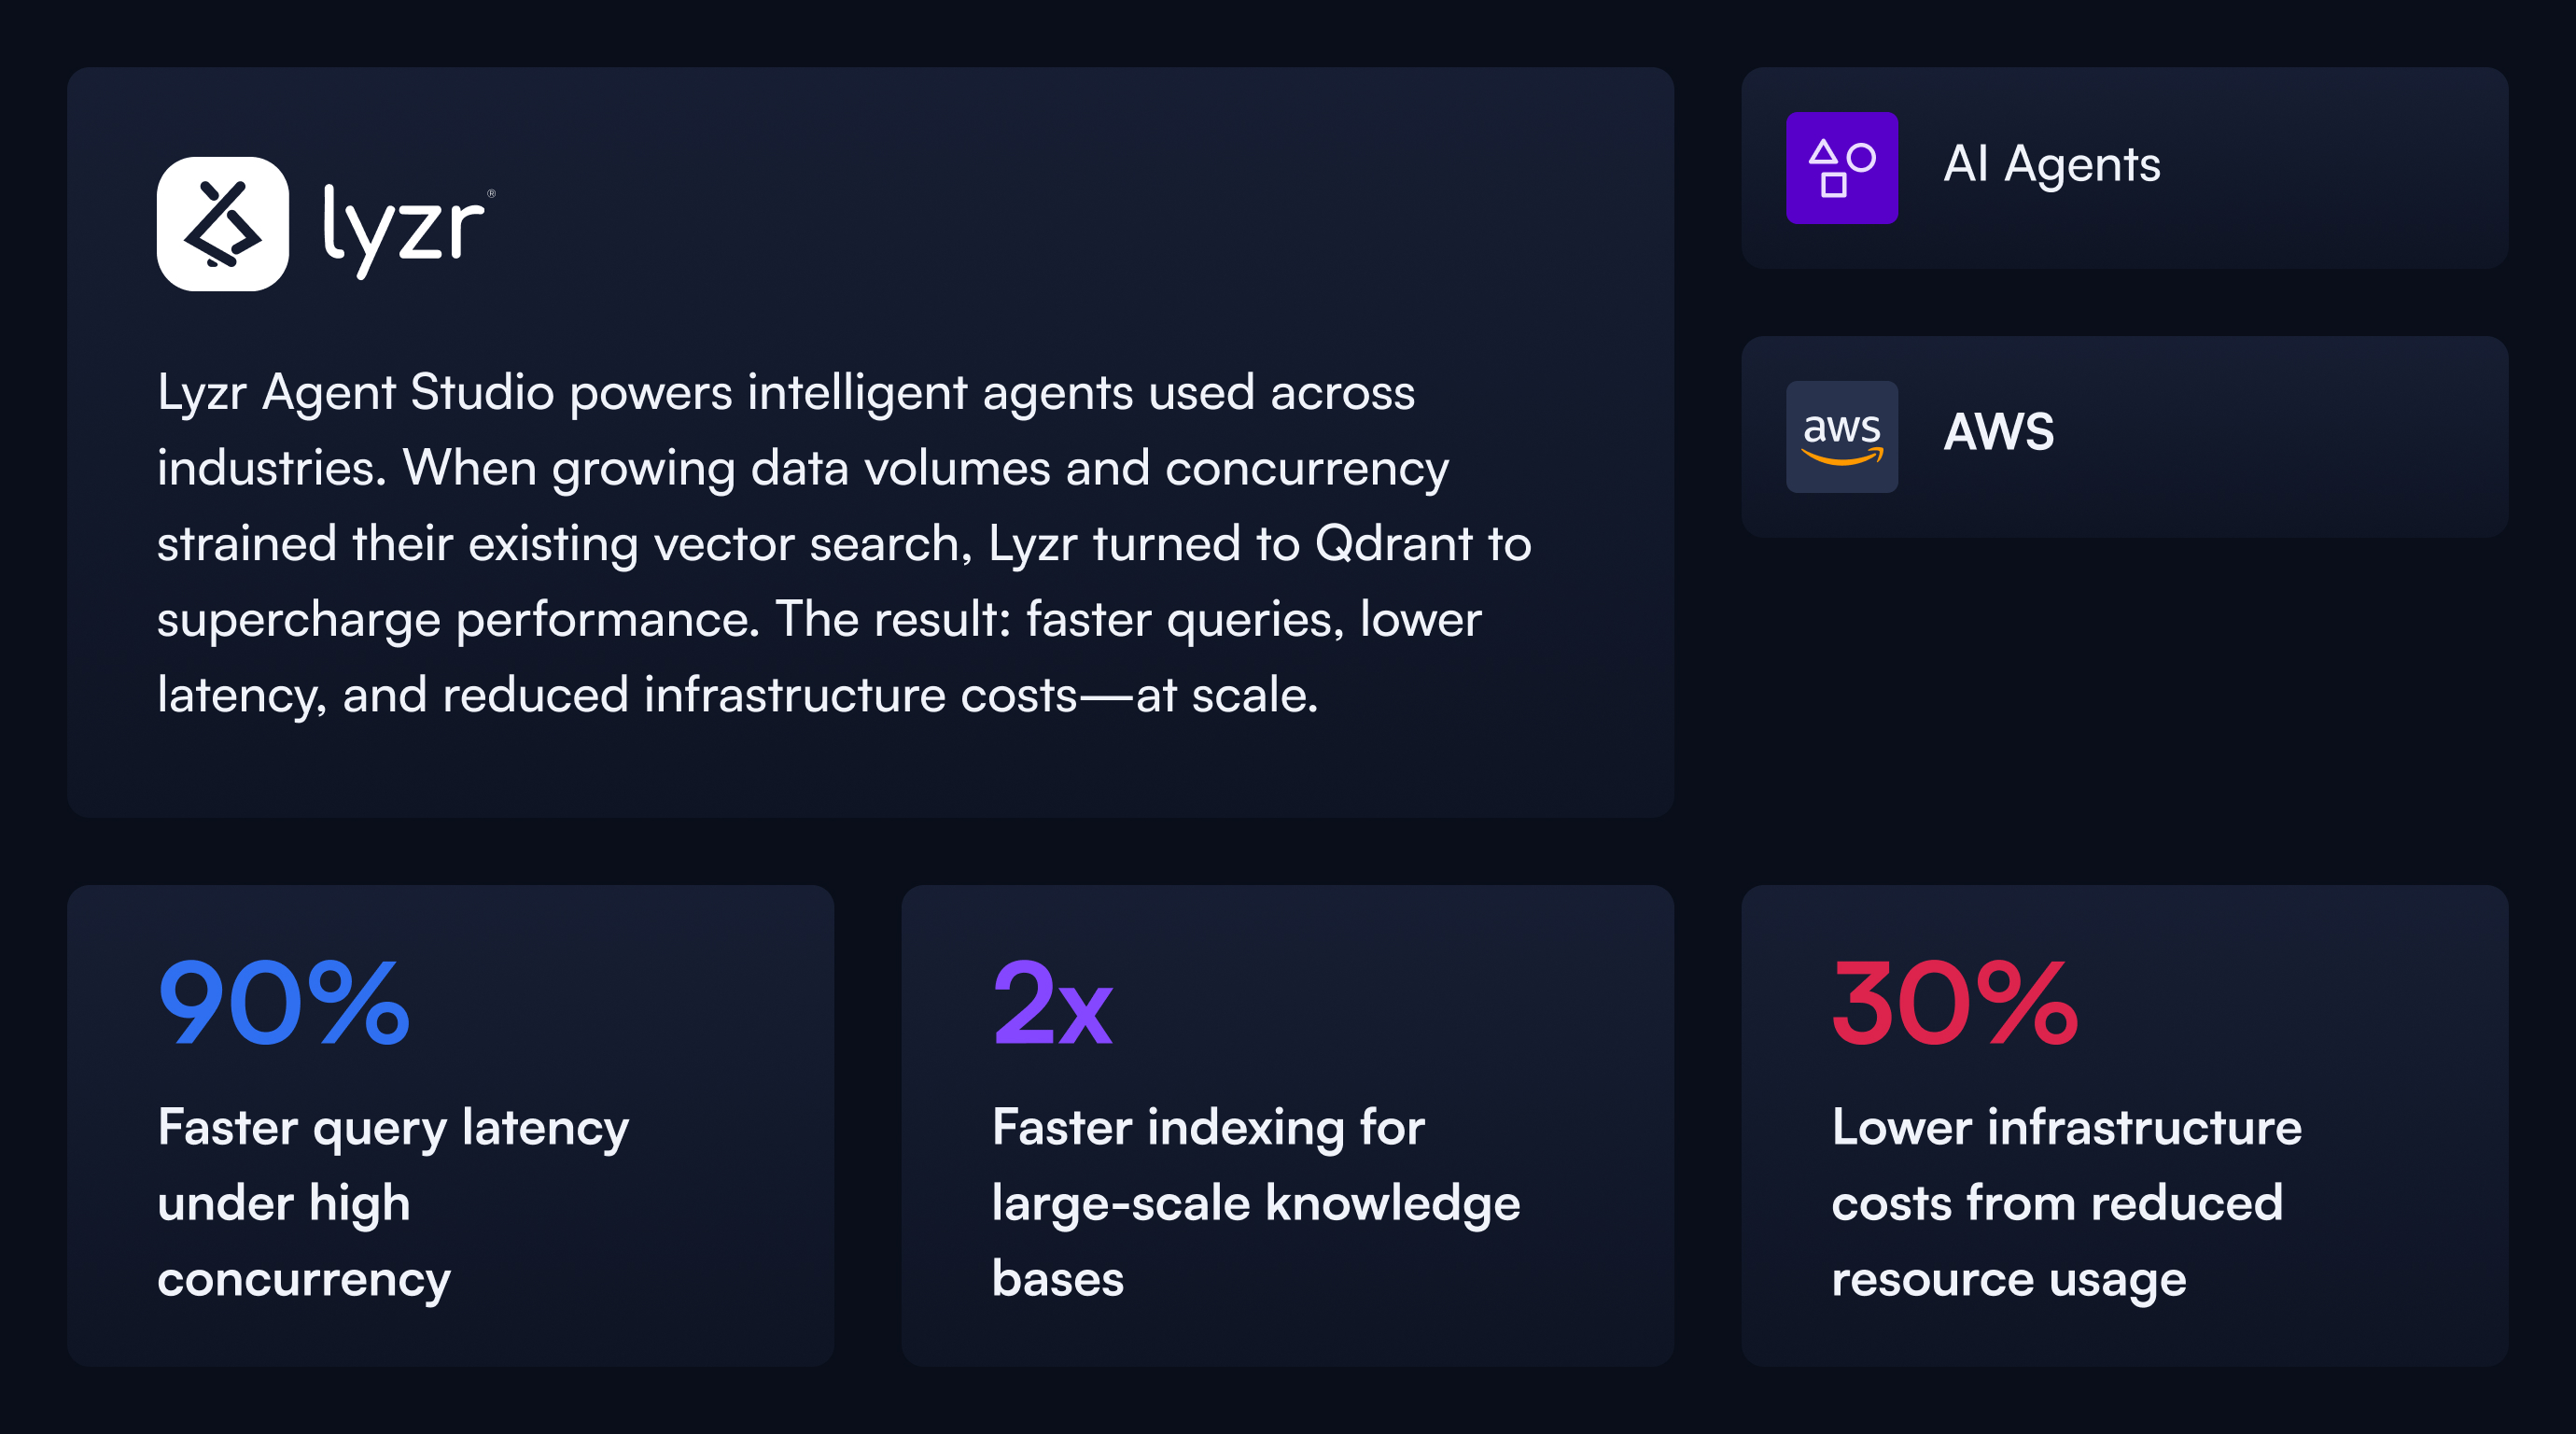 lyzr®
Lyzr Agent Studio powers intelligent agents used across
industries. When growing data volumes and concurrency
strained their existing vector search, Lyzr turned to Qdrant to
supercharge performance. The result: faster queries, lower
latency, and reduced infrastructure costs—at scale.
AI Agents
aws
AWS
90%
Faster query latency
under high
concurrency
2x
Faster indexing for
large-scale knowledge
bases
30%
Lower infrastructure
costs from reduced
resource usage